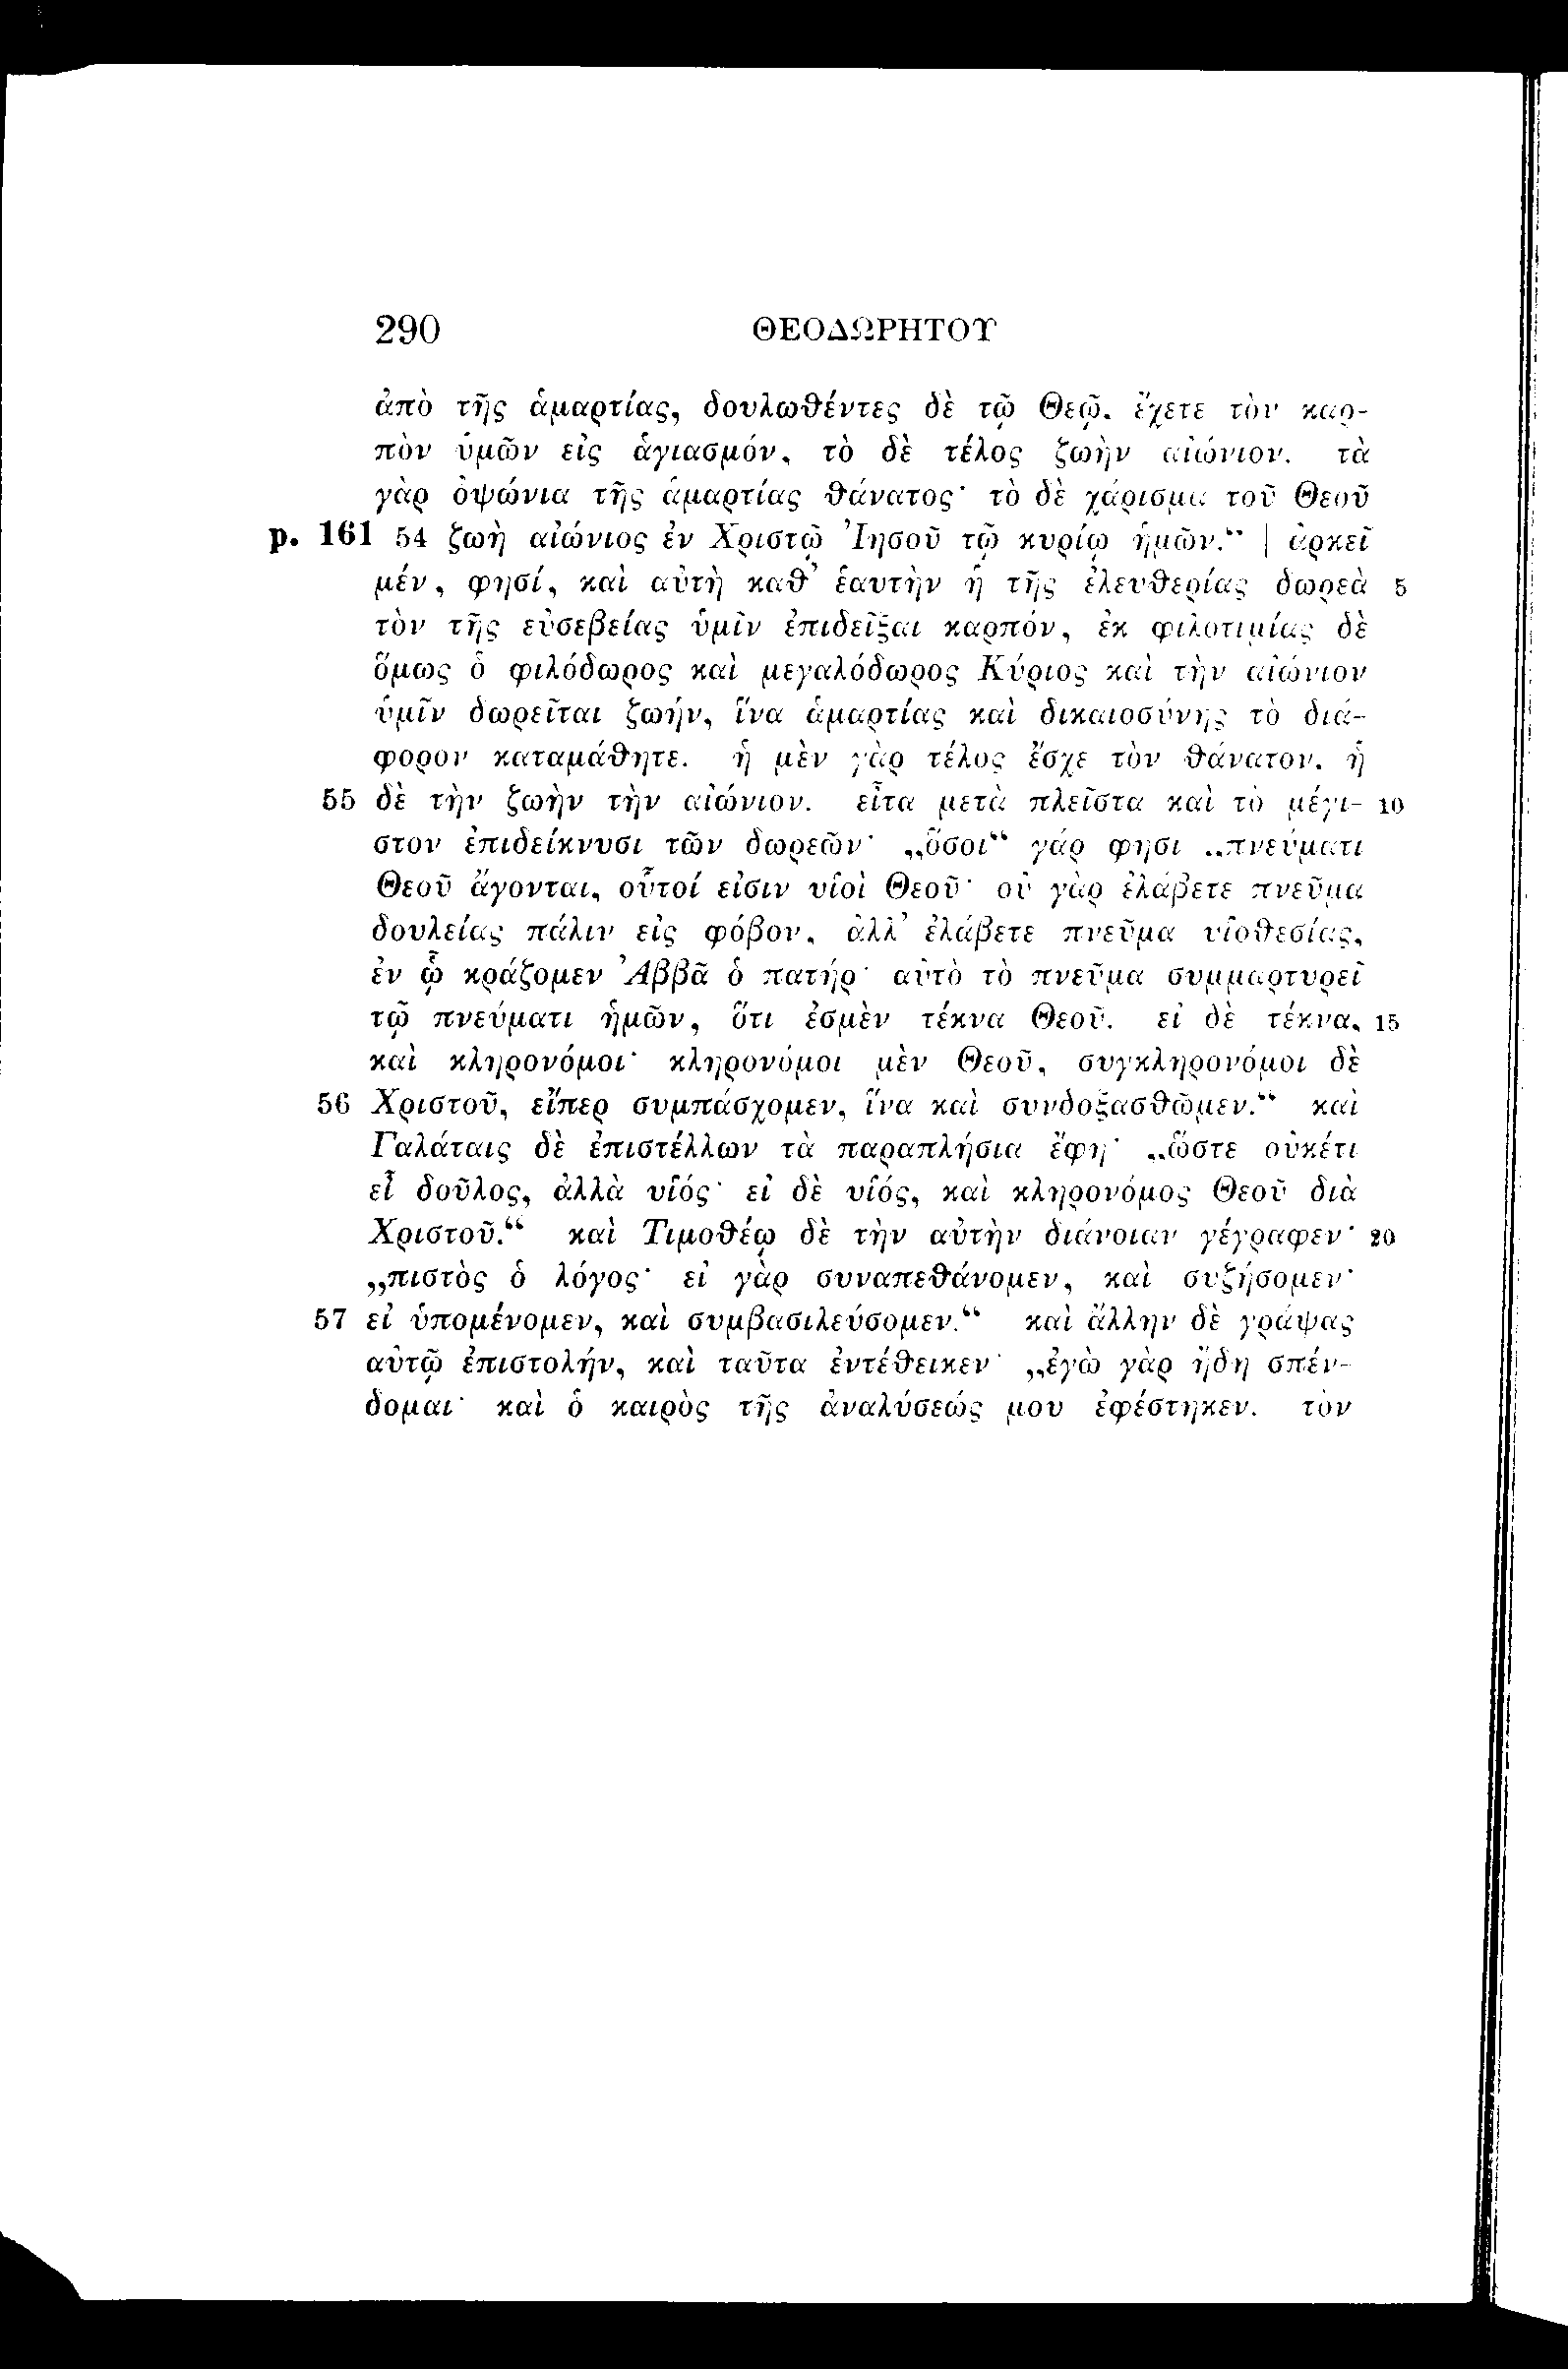 290 ΘΕΟΔΩΡΗΤΟΥ
ἀπὸ τῆς ἁμαρτίας, δουλωθέντες δὲ τῷ Θεῷ, ἔχετε τὸν καρ-
πὸν ὑμῶν εἰς ἁγιασμόν, τὸ δὲ τέλος ζωὴν αἰώνιον. τὰ
γὰρ ὀψώνια τῆς ἁμαρτίας θάνατος· τὸ δὲ χάρισμα τοῦ Θεοῦ
p. 161 54 ζωὴ αἰώνιος ἐν Χριστῷ Ἰησοῦ τῷ κυρίῳ ἡμῶν.“ | ἀρκεῖ
μέν, φησί, καὶ αὐτὴ καθ’ ἑαυτὴν ἡ τῆς ἐλευθερίας δωρεὰ 5
τὸν τῆς εὐσεβείας ὑμῖν ἐπιδεῖξαι καρπόν, ἐκ φιλοτιμίας δὲ
ὅμως ὁ φιλόδωρος καὶ μεγαλόδωρος Κύριος καὶ τὴν αἰώνιον
ὑμῖν δωρεῖται ζωήν, ἵνα ἁμαρτίας καὶ δικαιοσύνης τὸ διά-
φορον καταμάθητε. ἡ μὲν γὰρ τέλος ἔσχε τὸν θάνατον, ἡ
55 δὲ τὴν ζωὴν τὴν αἰώνιον. εἶτα μετὰ πλεῖστα καὶ τὸ μέγι- 10
στον ἐπιδείκνυσι τῶν δωρεῶν· „ὅσοι“ γάρ φησι „πνεύματι
Θεοῦ ἄγονται, οὗτοί εἰσιν υἱοὶ Θεοῦ· οὐ γὰρ ἐλάβετε πνεῦμα
δουλείας πάλιν εἰς φόβον, ἀλλ’ ἐλάβετε πνεῦμα υἱοθεσίας,
ἐν ᾧ κράζομεν Ἀββᾶ ὁ πατήρ· αὐτὸ τὸ πνεῦμα συμμαρτυρεῖ
τῷ πνεύματι ἡμῶν, ὅτι ἐσμὲν τέκνα Θεοῦ. εἰ δὲ τέκνα, 15
καὶ κληρονόμοι· κληρονόμοι μὲν Θεοῦ, συγκληρονόμοι δὲ
56 Χριστοῦ, εἴπερ συμπάσχομεν, ἵνα καὶ συνδοξασθῶμεν.“ καὶ
Γαλάταις δὲ ἐπιστέλλων τὰ παραπλήσια ἔφη· „ὥστε οὐκέτι
εἶ δοῦλος, ἀλλὰ υἱός· εἰ δὲ υἱός, καὶ κληρονόμος Θεοῦ διὰ
Χριστοῦ.“ καὶ Τιμοθέῳ δὲ τὴν αὐτὴν διάνοιαν γέγραφεν· 20
„πιστὸς ὁ λόγος· εἰ γὰρ συναπεθάνομεν, καὶ συζήσομεν·
57 εἰ ὑπομένομεν, καὶ συμβασιλεύσομεν.“ καὶ ἄλλην δὲ γράψας
αὐτῷ ἐπιστολήν, καὶ ταῦτα ἐντέθεικεν· „ἐγὼ γὰρ ἤδη σπέν-
δομαι· καὶ ὁ καιρὸς τῆς ἀναλύσεώς μου ἐφέστηκεν. τὸν